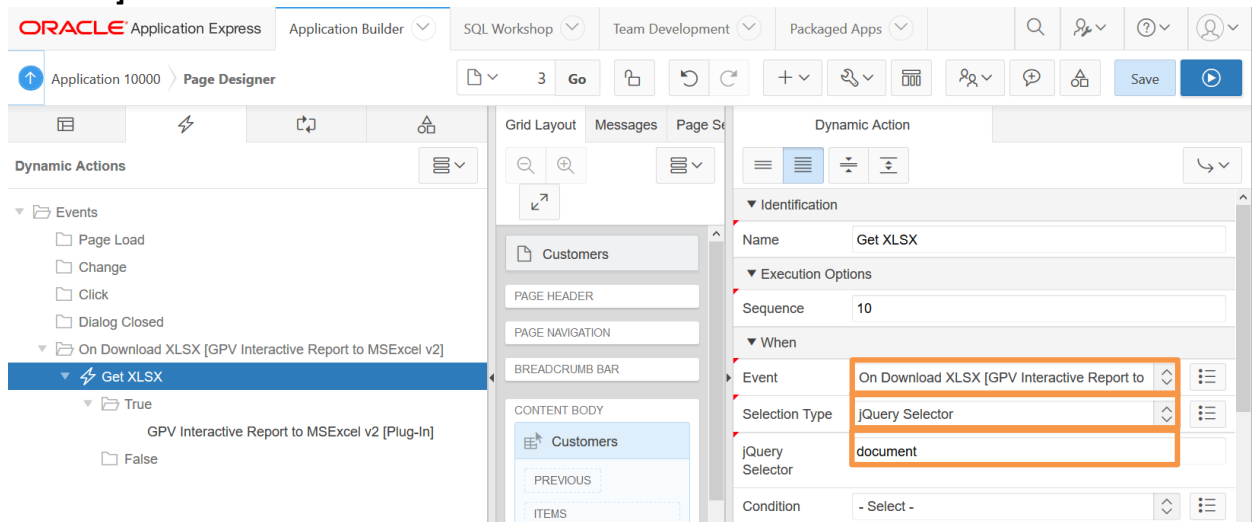 ]
ORACLE Application Express Application Builder SQL Workshop Team Development Packaged Apps
Application 10000 Page Designer 3 Go Save
Dynamic Actions
Events
Page Load
Change
Click
Dialog Closed
On Download XLSX [GPV Interactive Report to MSExcel v2]
Get XLSX
True
GPV Interactive Report to MSExcel v2 [Plug-In]
False
Grid Layout Messages Page Se
Customers
PAGE HEADER
PAGE NAVIGATION
BREADCRUMB BAR
CONTENT BODY
Customers
PREVIOUS
ITEMS
Dynamic Action
Identification
Name Get XLSX
Execution Options
Sequence 10
When
Event On Download XLSX [GPV Interactive Report to
Selection Type jQuery Selector
jQuery
Selector
document
Condition - Select -